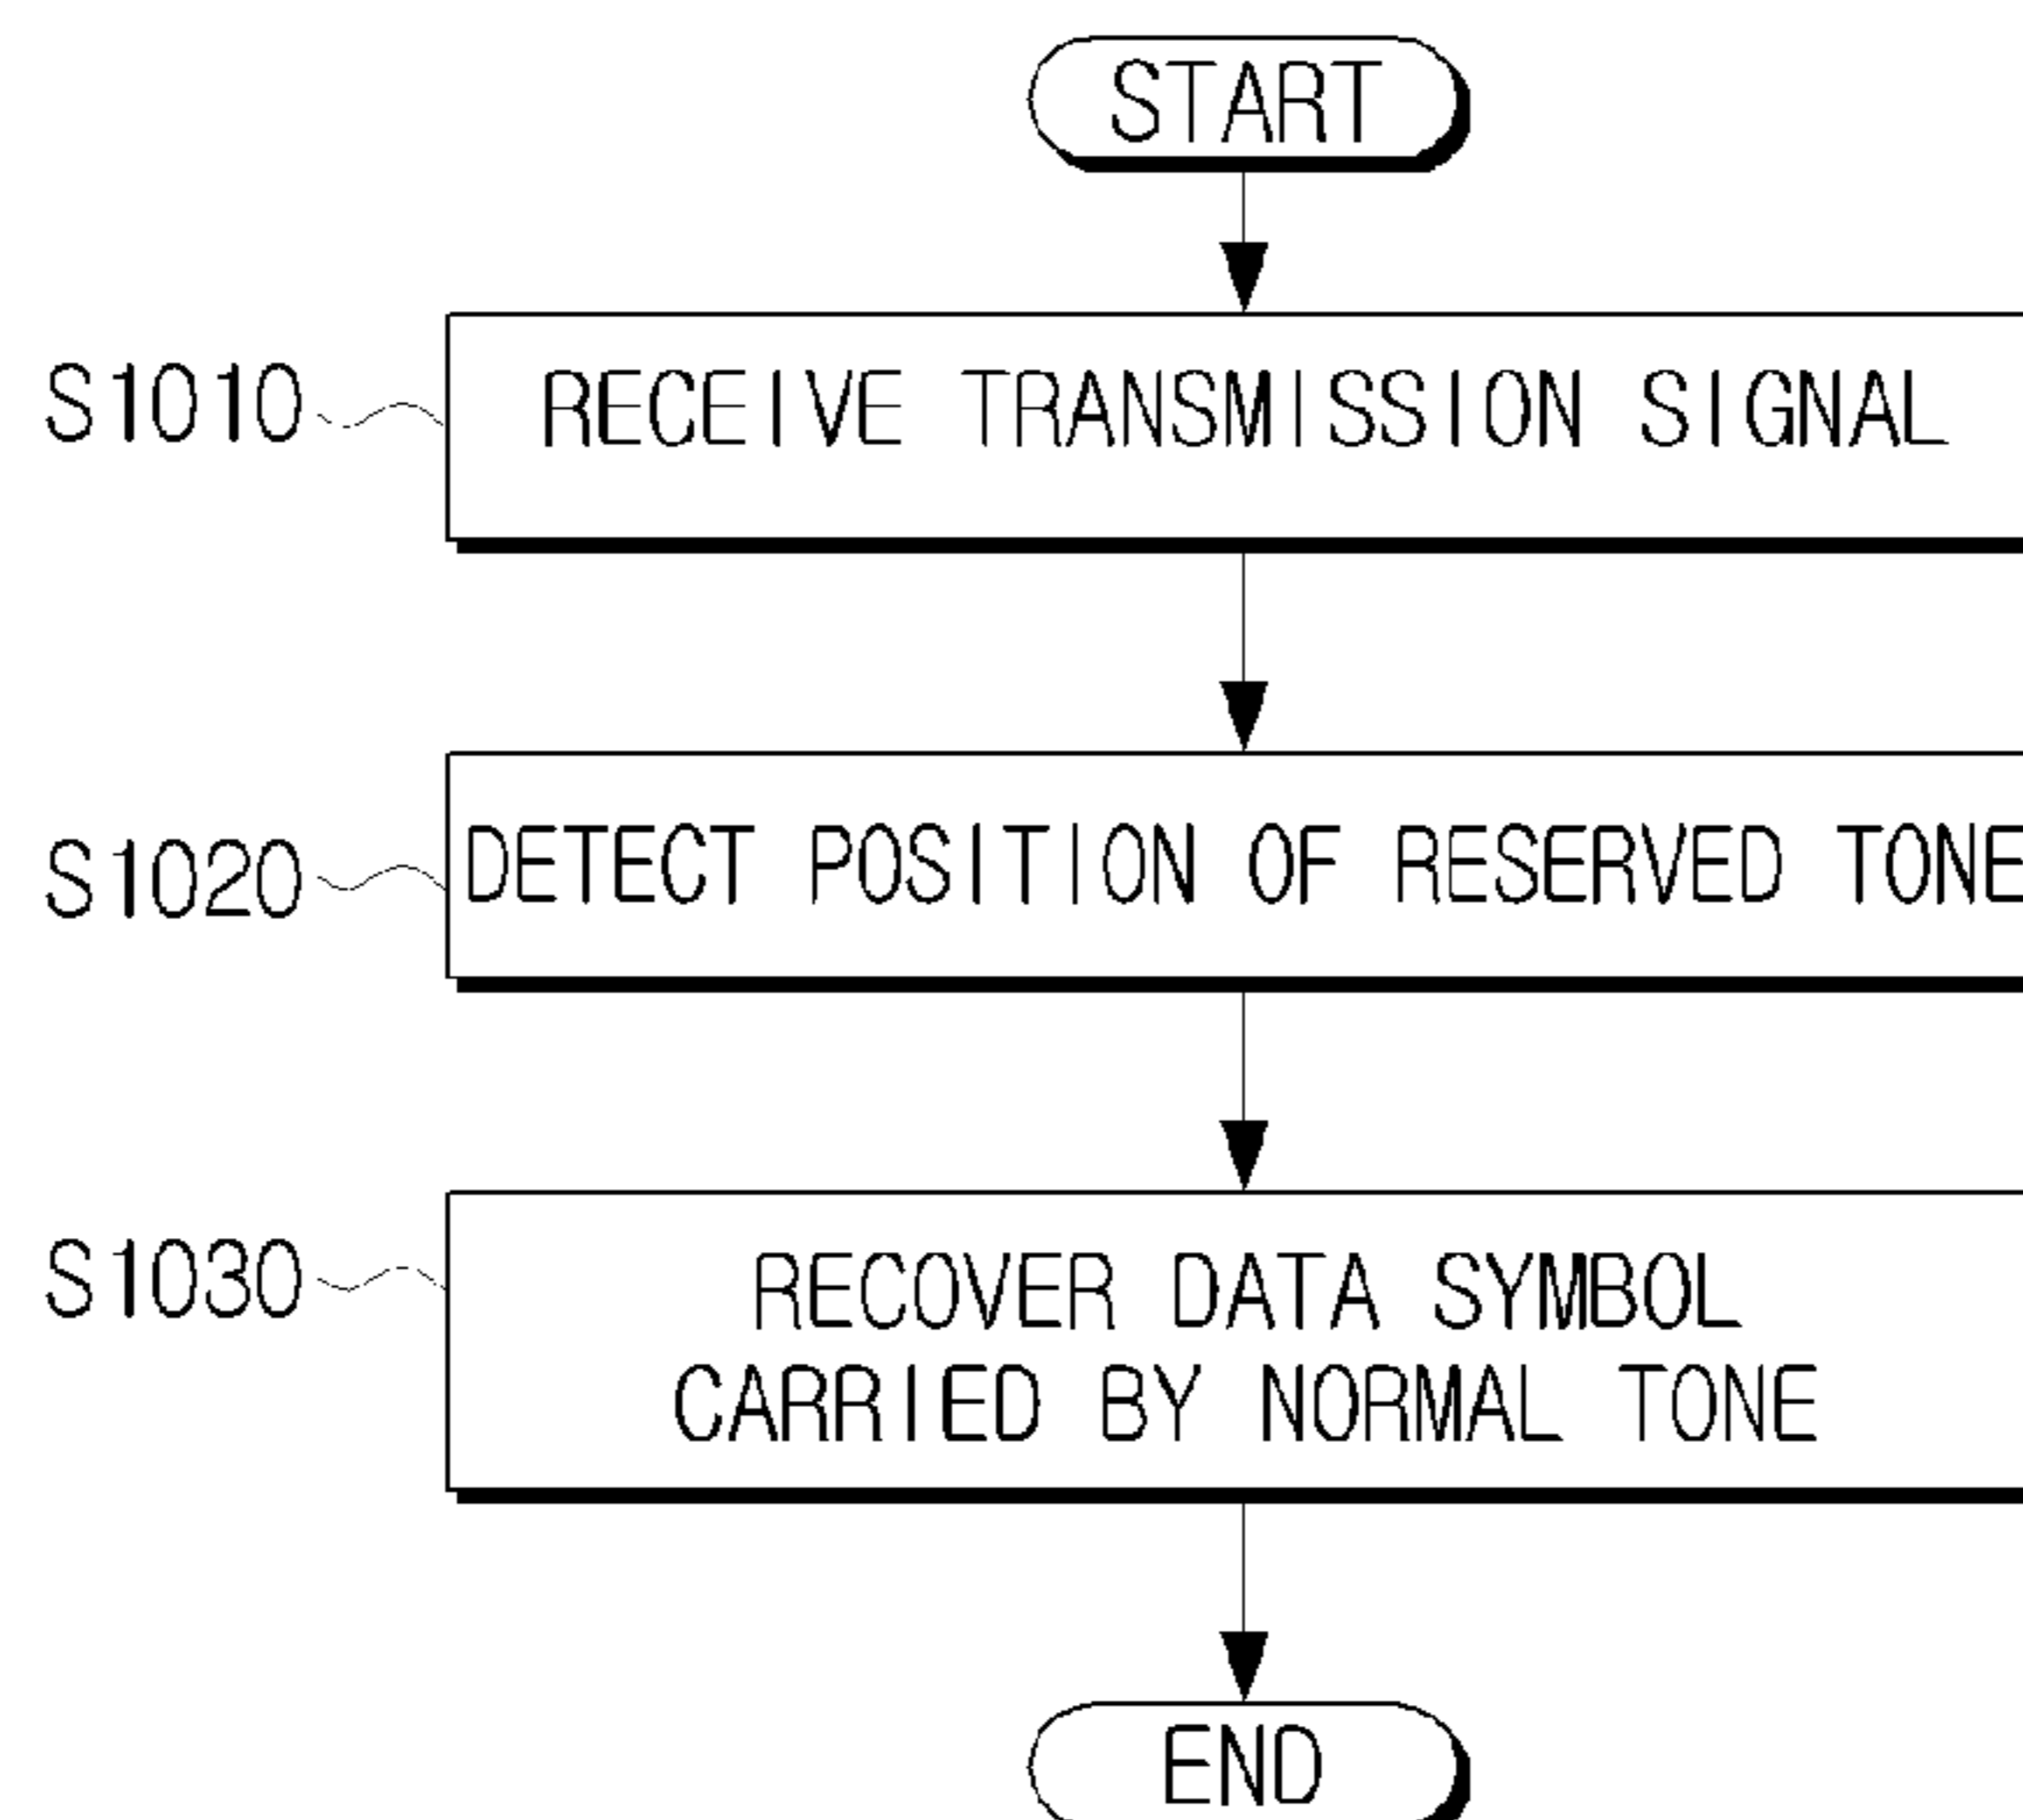 START
S1010
RECEIVE TRANSMISSION SIGNAL
S1020
DETECT POSITION OF RESERVED TONE
S1030
RECOVER DATA SYMBOL
CARRIED BY NORMAL TONE
END